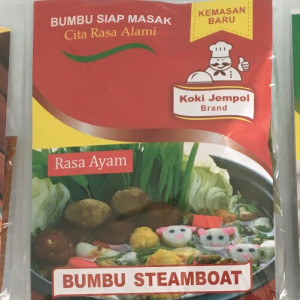 BUMBU SIAP MASAK
Cita Rasa Alami
KEMASAN
BARU
Koki Jempol
Brand
Rasa Ayam
BUMBU STEAMBOAT